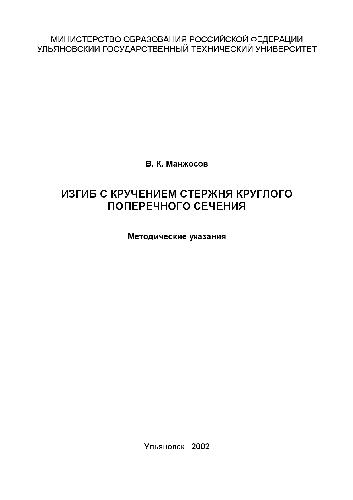 МИНИСТЕРСТВО ОБРАЗОВАНИЯ РОССИЙСКОЙ ФЕДЕРАЦИИ
УЛЬЯНОВСКИЙ ГОСУДАРСТВЕННЫЙ ТЕХНИЧЕСКИЙ УНИВЕРСИТЕТ
В. К. Манжосов
ИЗГИБ С КРУЧЕНИЕМ СТЕРЖНЯ КРУГЛОГО
ПОПЕРЕЧНОГО СЕЧЕНИЯ
Методические указания
Ульяновск 2002